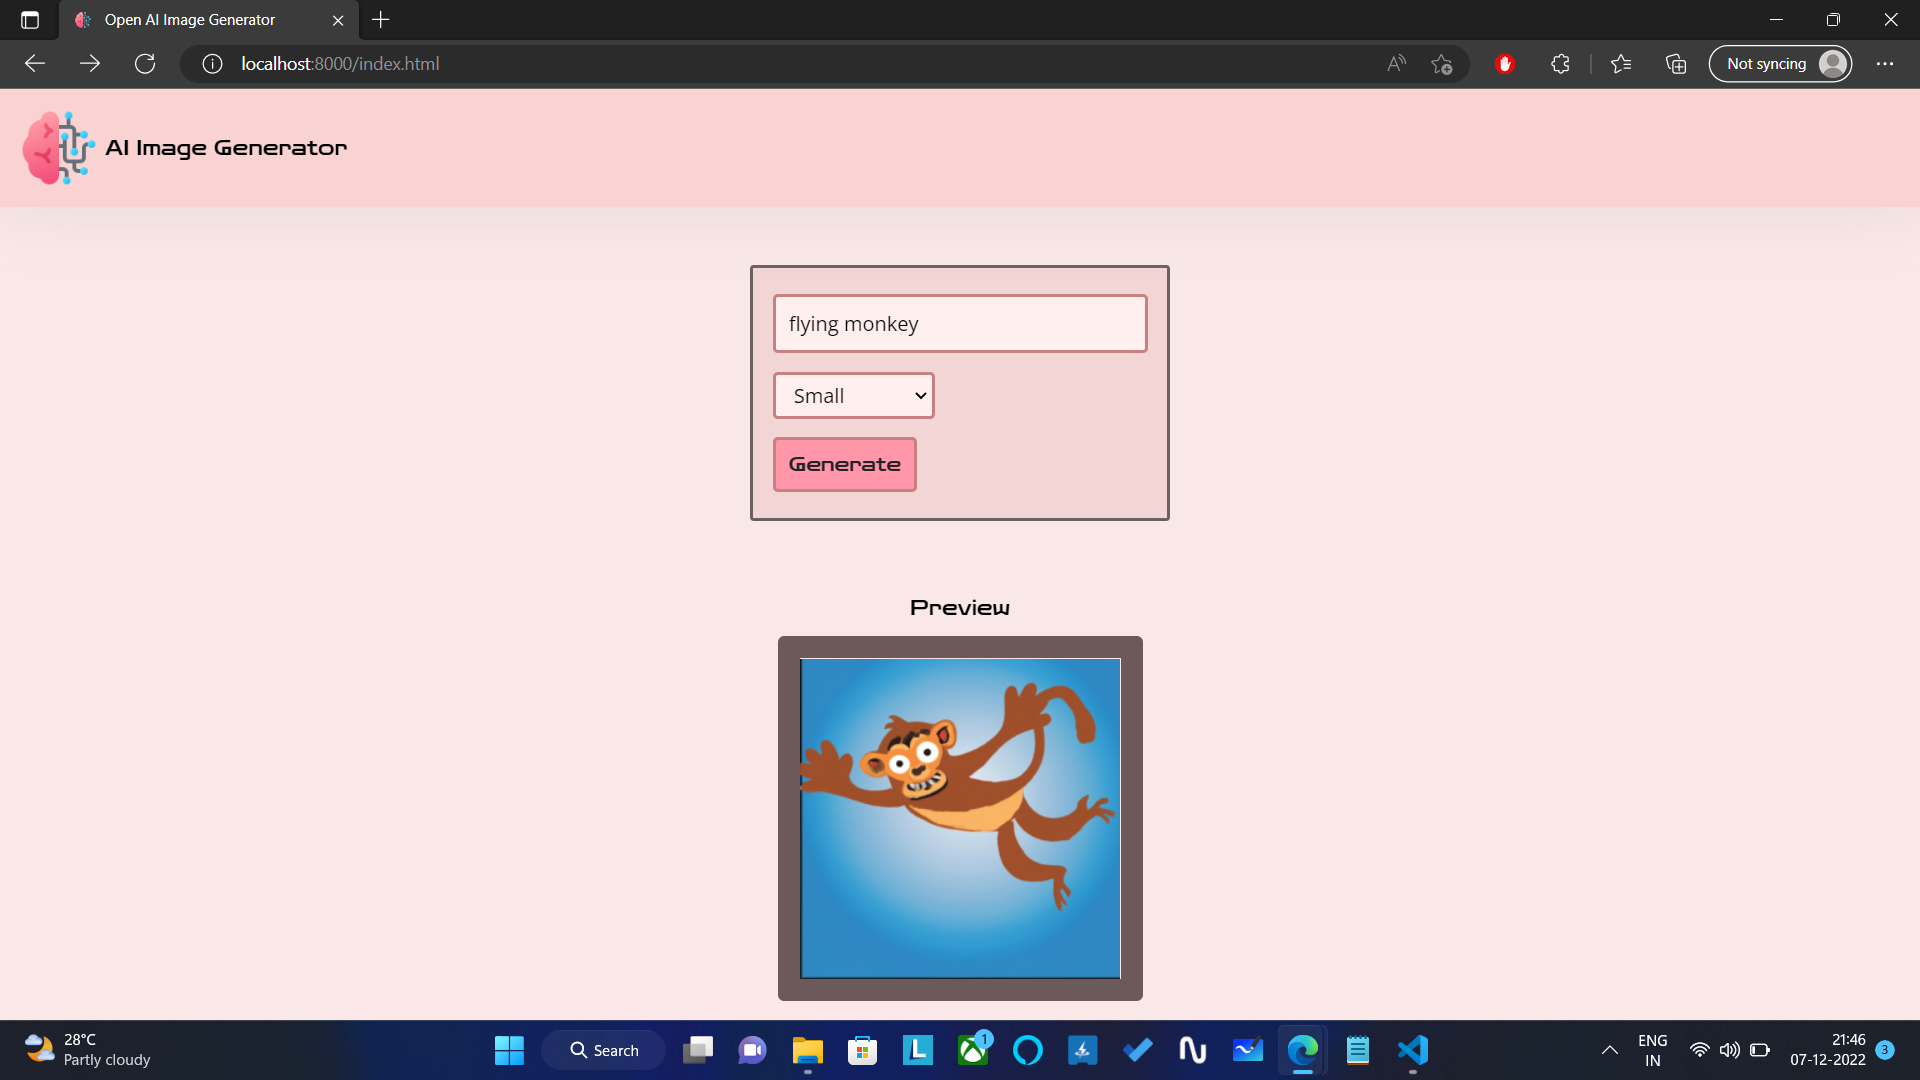 Open AI Image Generator
localhost:8000/index.html
Not syncing
AI Image Generator
flying monkey
Small
Generate
Preview
28°C
Partly cloudy
Search
L
1
ENG
IN
21:46
07-12-2022
3